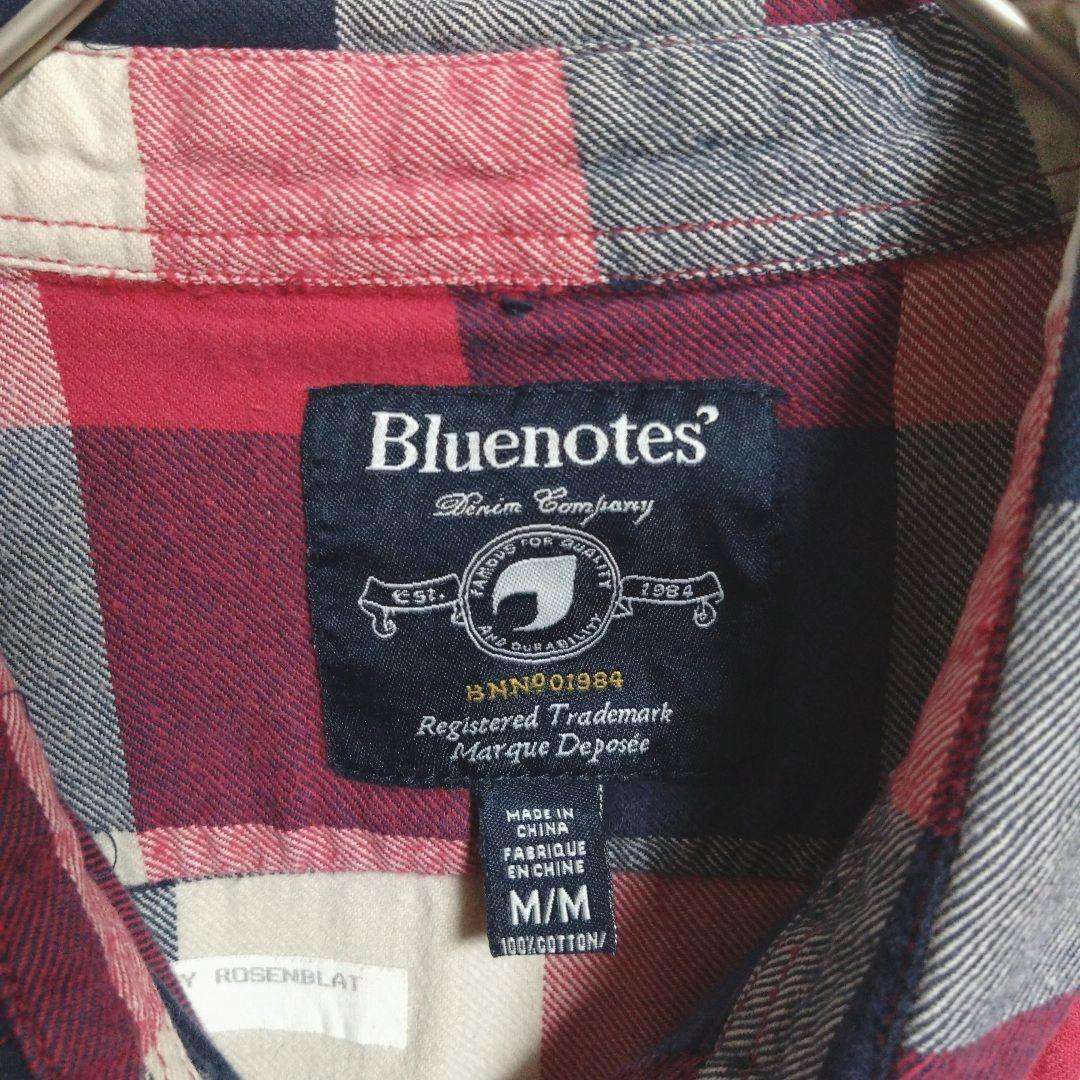 Bluenotes'
Denim Company
FAMOUS FOR QUALITY
EST. 1984
AND DURABILITY
BNNº01984
Registered Trademark
Marque Deposée
MADE IN
CHINA
FABRIQUE
EN CHINE
M/M
100%COTTON/
Y ROSENBLAT